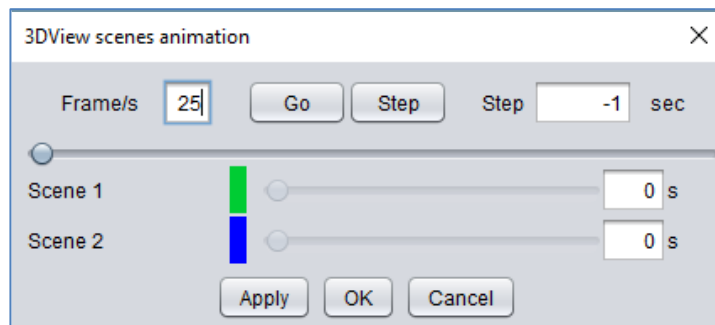 3DView scenes animation
Frame/s 25 Go Step Step -1 sec
Scene 1 0 s
Scene 2 0 s
Apply OK Cancel